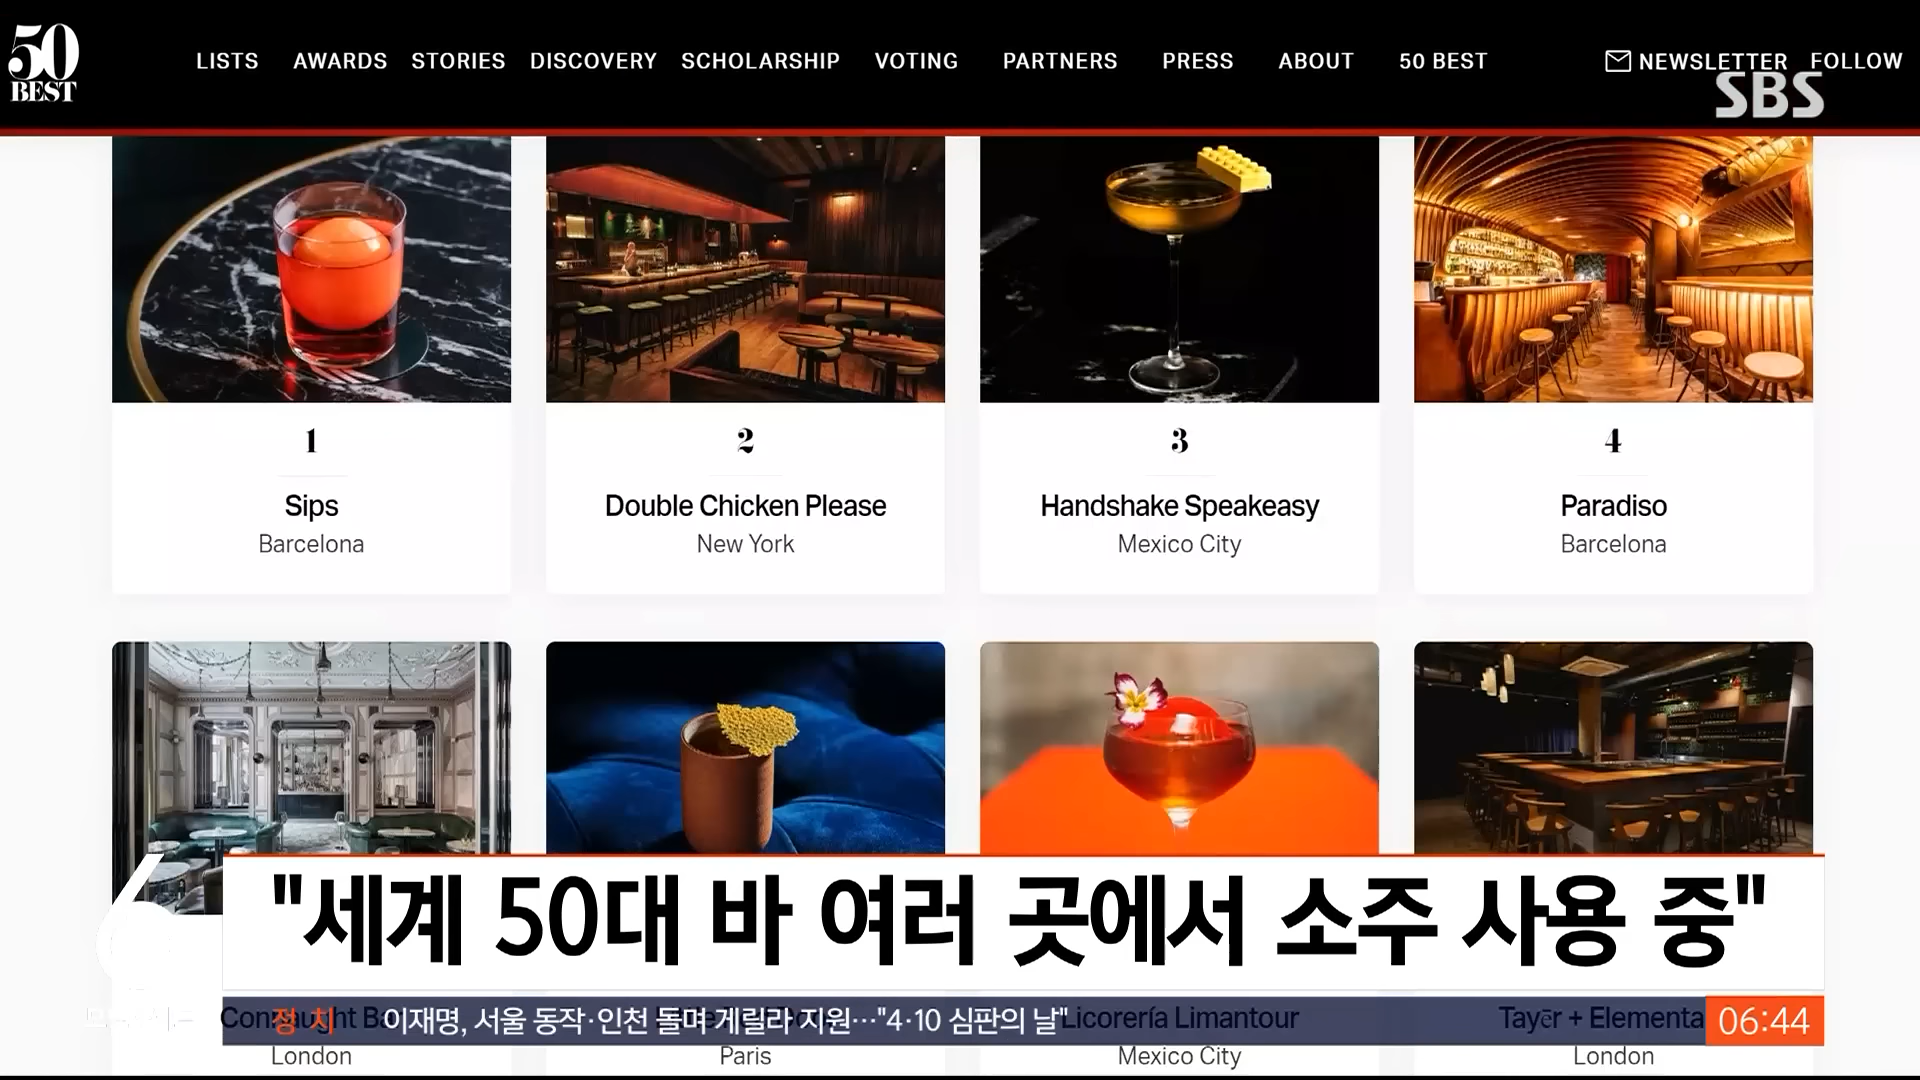 50
BEST
LISTS AWARDS STORIES DISCOVERY SCHOLARSHIP VOTING PARTNERS PRESS ABOUT 50 BEST NEWSLETTER FOLLOW
SBS
1 2 3 4
Sips Double Chicken Please Handshake Speakeasy Paradiso
Barcelona New York Mexico City Barcelona
6
"세계 50대 바 여러 곳에서 소주 사용 중"
정치 이재명, 서울 동작·인천 돌며 게릴라 지원…"4·10 심판의 날" 06:44
Licorería Limantour Tayēr + Elementa
London Paris Mexico City London